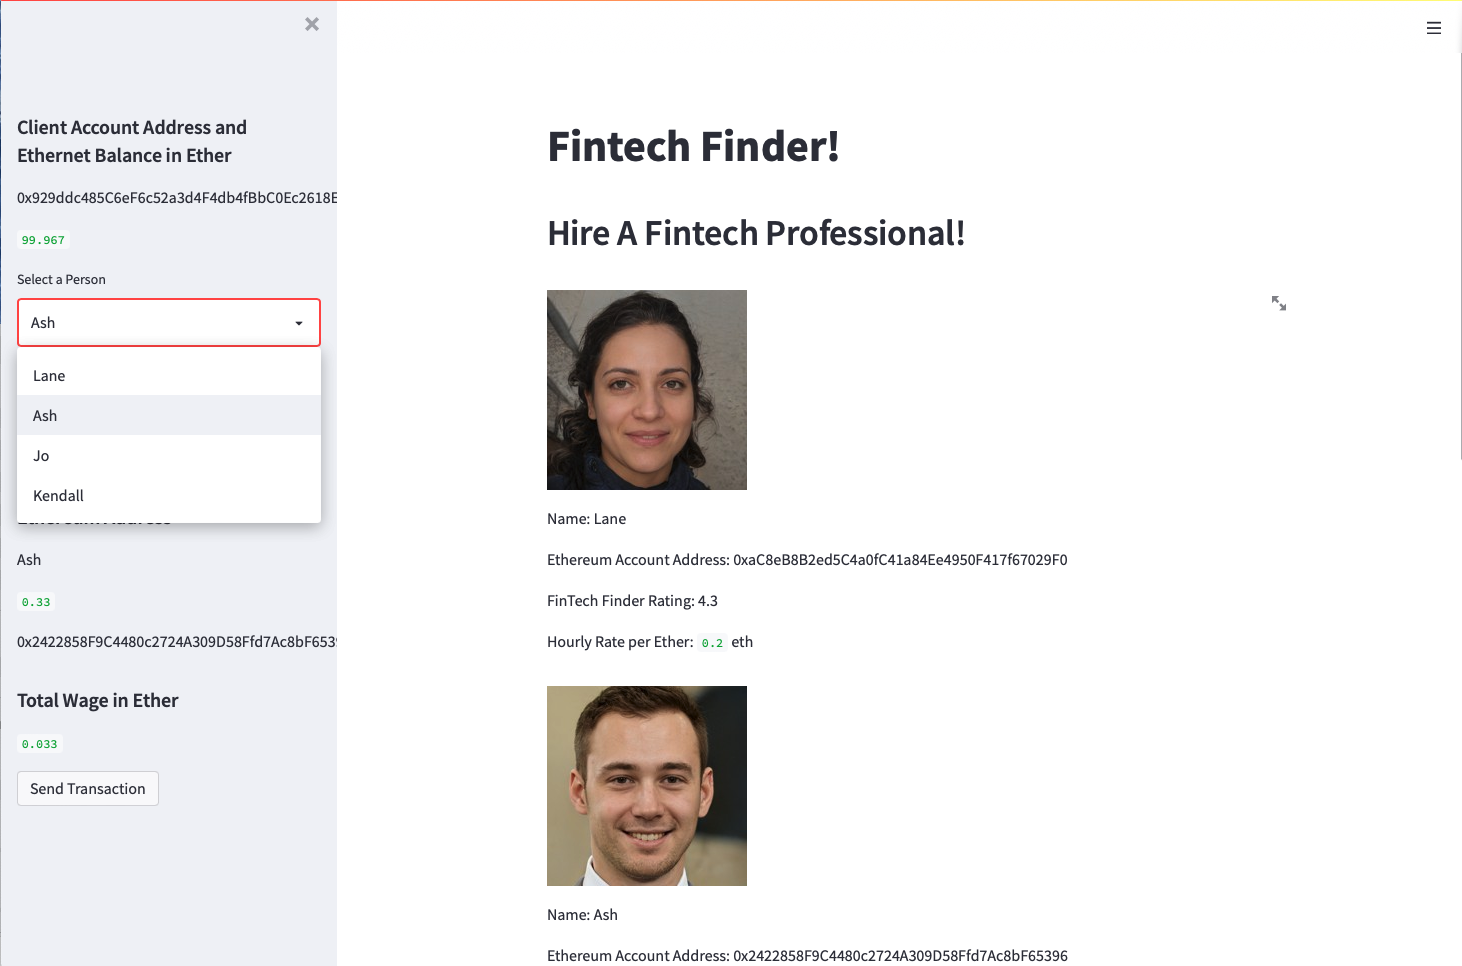 Client Account Address and
Ethernet Balance in Ether
0x929ddc485C6eF6c52a3d4F4db4fBbC0Ec2618E
99.967
Select a Person
Ash
Lane
Ash
Jo
Kendall
Ethereum Address
Ash
0.33
0x2422858F9C4480c2724A309D58Ffd7Ac8bF6539
Total Wage in Ether
0.033
Send Transaction
Fintech Finder!
Hire A Fintech Professional!
Name: Lane
Ethereum Account Address: 0xaC8eB8B2ed5C4a0fC41a84Ee4950F417f67029F0
FinTech Finder Rating: 4.3
Hourly Rate per Ether: 0.2 eth
Name: Ash
Ethereum Account Address: 0x2422858F9C4480c2724A309D58Ffd7Ac8bF65396